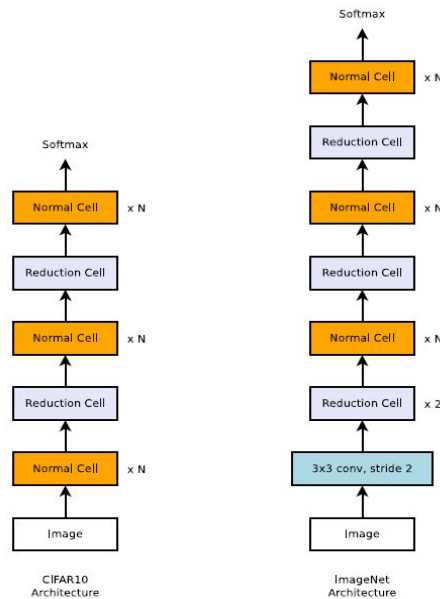 Softmax
Normal Cell x N
Reduction Cell
Normal Cell x N
Reduction Cell
Normal Cell x N
Image
CIFAR10
Architecture
Softmax
Normal Cell x N
Reduction Cell
Normal Cell x N
Reduction Cell
Normal Cell x N
Reduction Cell x 2
3x3 conv, stride 2
Image
ImageNet
Architecture